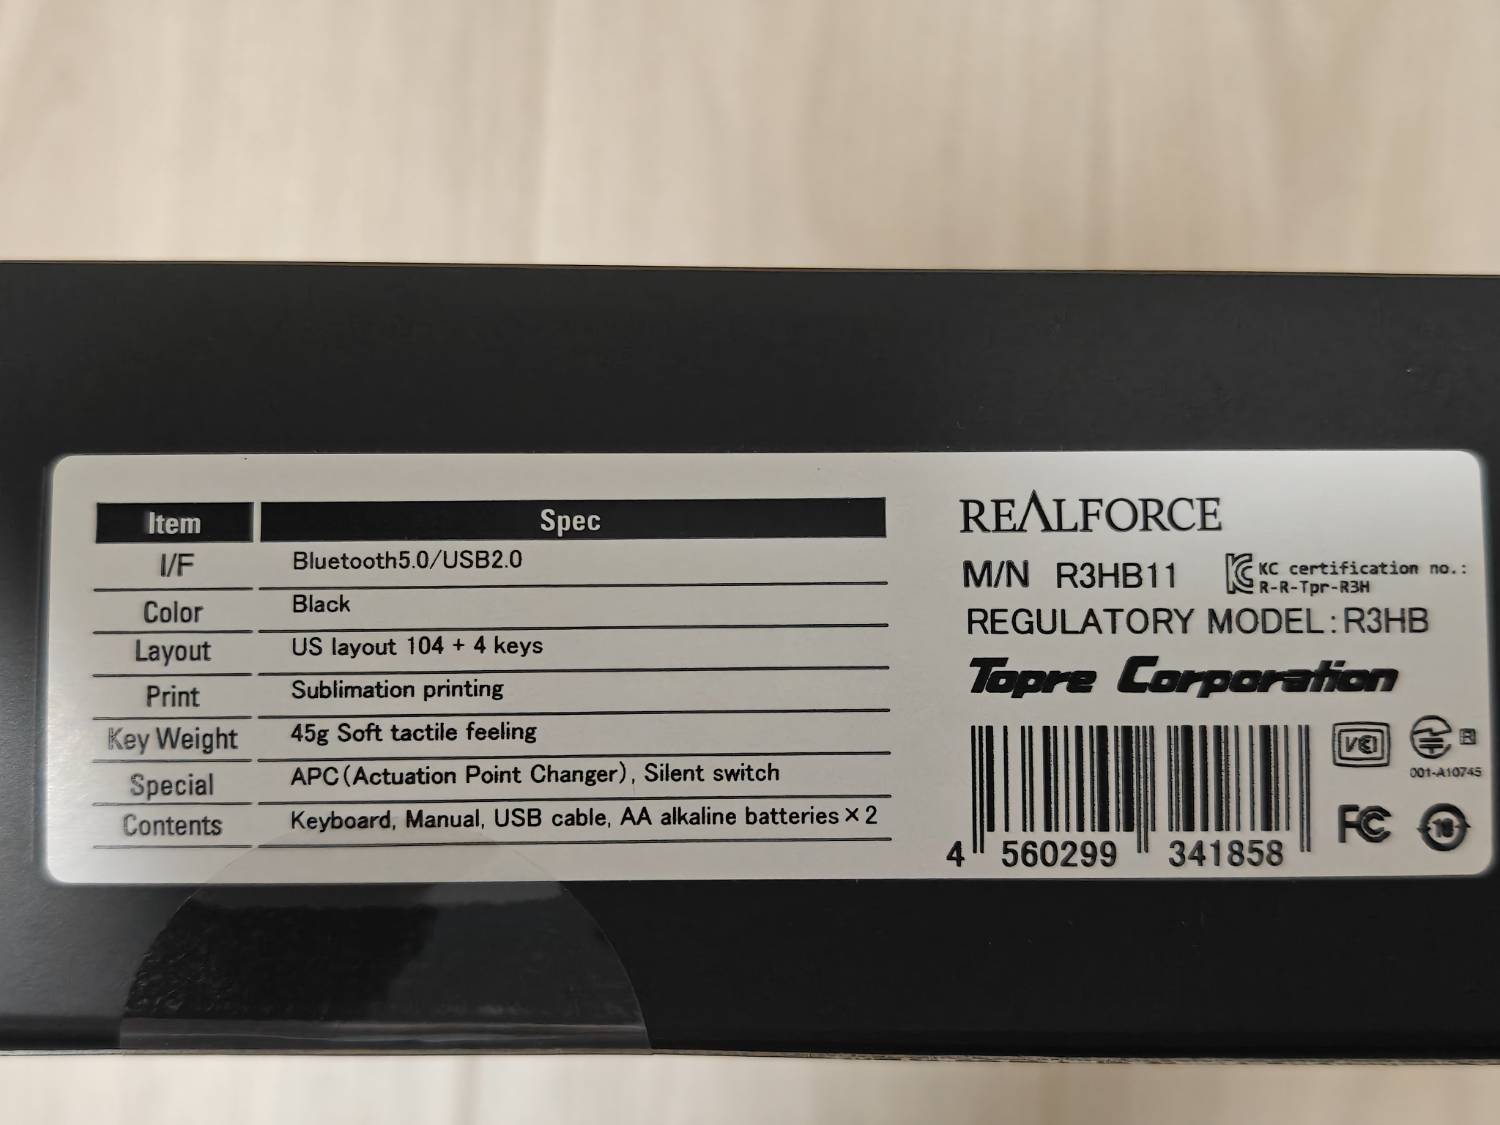 Item Spec
I/F Bluetooth5.0/USB2.0
Color Black
Layout US layout 104 + 4 keys
Print Sublimation printing
Key Weight 45g Soft tactile feeling
Special APC(Actuation Point Changer), Silent switch
Contents Keyboard, Manual, USB cable, AA alkaline batteries×2
REALFORCE
M/N R3HB11
KC certification no.:
R-R-Tpr-R3H
REGULATORY MODEL:R3HB
Topre Corporation
4 560299 341858
VCI
R
001-A10745
FC
10